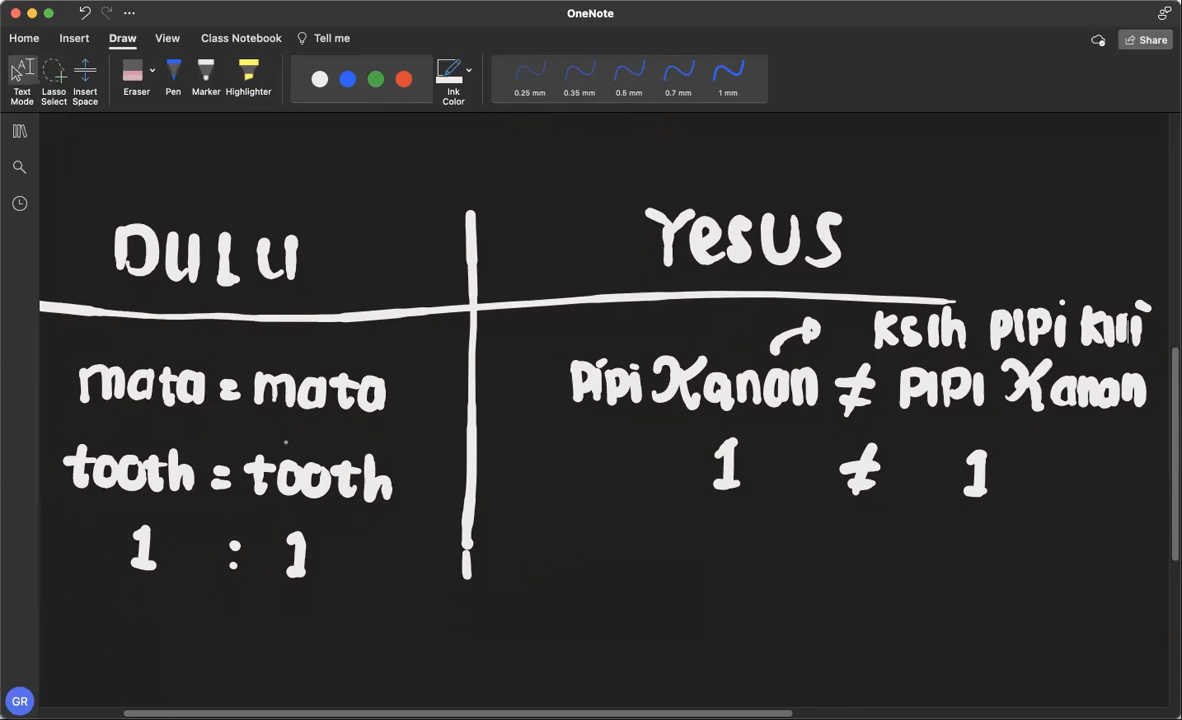 OneNote
Home Insert Draw View Class Notebook Tell me
Share
Text Mode
Lasso Select
Insert Space
Eraser
Pen
Marker
Highlighter
Ink Color
0.25 mm 0.35 mm 0.5 mm 0.7 mm 1 mm
DULU
YESUS
ksih pipi kiri
mata = mata
pipi Kanan ≠ PIPI Kanan
tooth = tooth
1 ≠ 1
1 : 1
GR